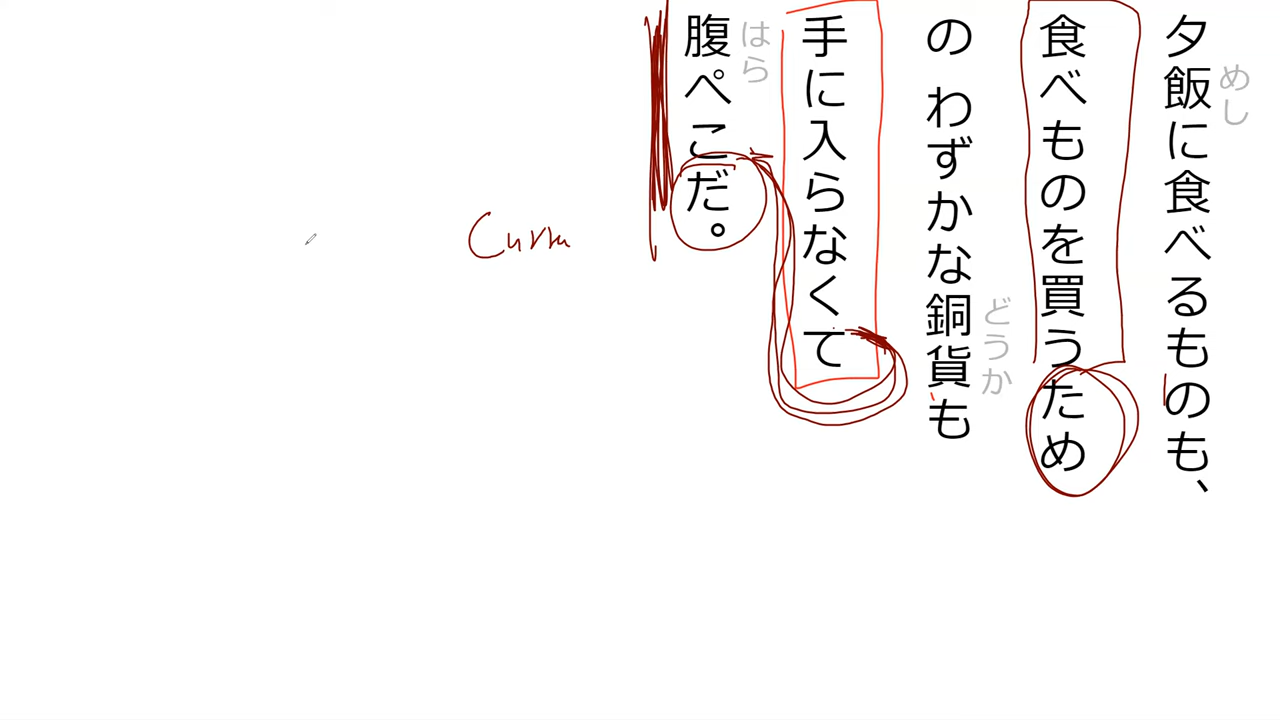 夕飯に食べるものも、
めし
食べものを買うため
の わずかな銅貨も
どうか
手に入らなくて
腹ぺこだ。
はら